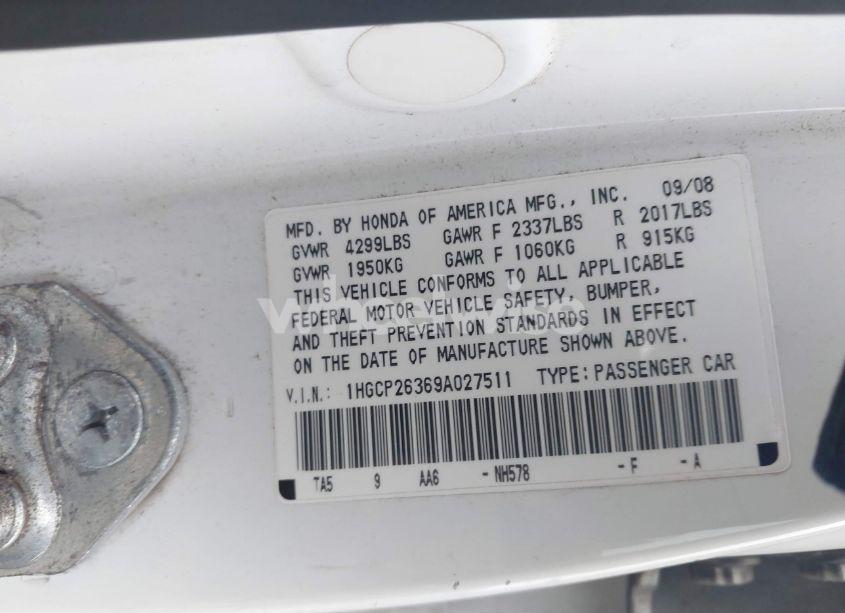 MFD. BY HONDA OF AMERICA MFG., INC. 09/08
GVWR 4299LBS GAWR F 2337LBS R 2017LBS
GVWR 1950KG GAWR F 1060KG R 915KG
THIS VEHICLE CONFORMS TO ALL APPLICABLE
FEDERAL MOTOR VEHICLE SAFETY, BUMPER,
AND THEFT PREVENTION STANDARDS IN EFFECT
ON THE DATE OF MANUFACTURE SHOWN ABOVE.
V.I.N.: 1HGCP26369A027511 TYPE: PASSENGER CAR
TA5 9 AA6 -NH578 -F -A